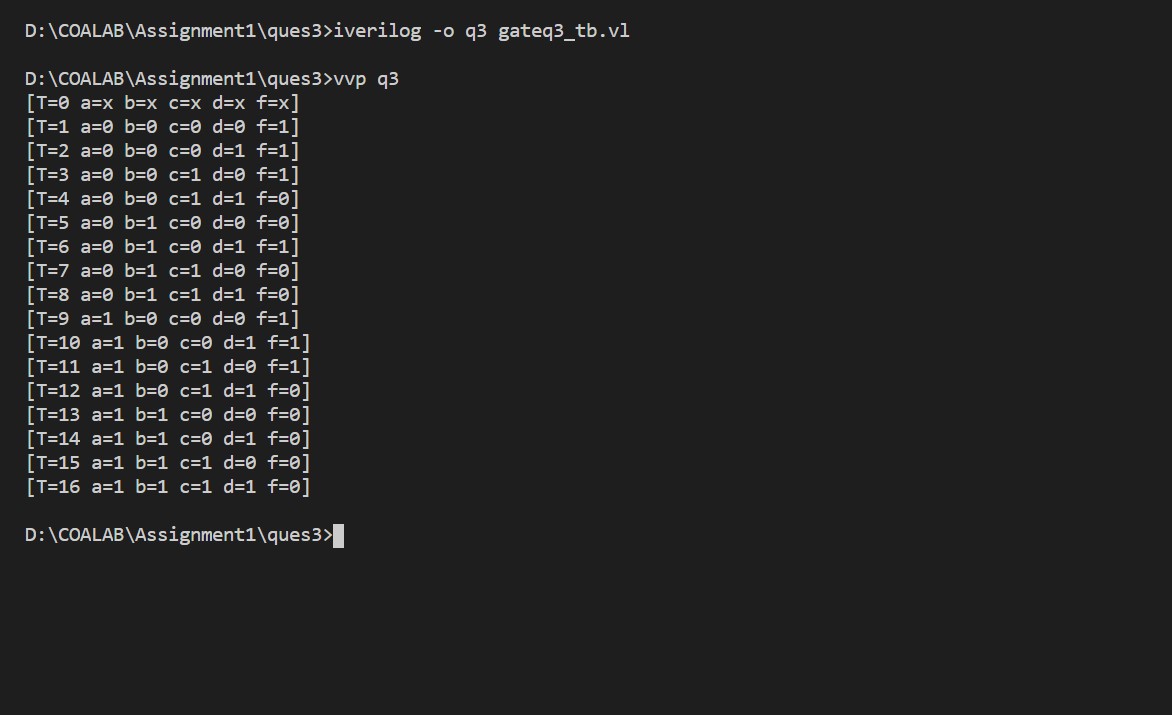 D:\COALAB\Assignment1\ques3>iverilog -o q3 gateq3_tb.vl
D:\COALAB\Assignment1\ques3>vvp q3
[T=0 a=x b=x c=x d=x f=x]
[T=1 a=0 b=0 c=0 d=0 f=1]
[T=2 a=0 b=0 c=0 d=1 f=1]
[T=3 a=0 b=0 c=1 d=0 f=1]
[T=4 a=0 b=0 c=1 d=1 f=0]
[T=5 a=0 b=1 c=0 d=0 f=0]
[T=6 a=0 b=1 c=0 d=1 f=1]
[T=7 a=0 b=1 c=1 d=0 f=0]
[T=8 a=0 b=1 c=1 d=1 f=0]
[T=9 a=1 b=0 c=0 d=0 f=1]
[T=10 a=1 b=0 c=0 d=1 f=1]
[T=11 a=1 b=0 c=1 d=0 f=1]
[T=12 a=1 b=0 c=1 d=1 f=0]
[T=13 a=1 b=1 c=0 d=0 f=0]
[T=14 a=1 b=1 c=0 d=1 f=0]
[T=15 a=1 b=1 c=1 d=0 f=0]
[T=16 a=1 b=1 c=1 d=1 f=0]
D:\COALAB\Assignment1\ques3>